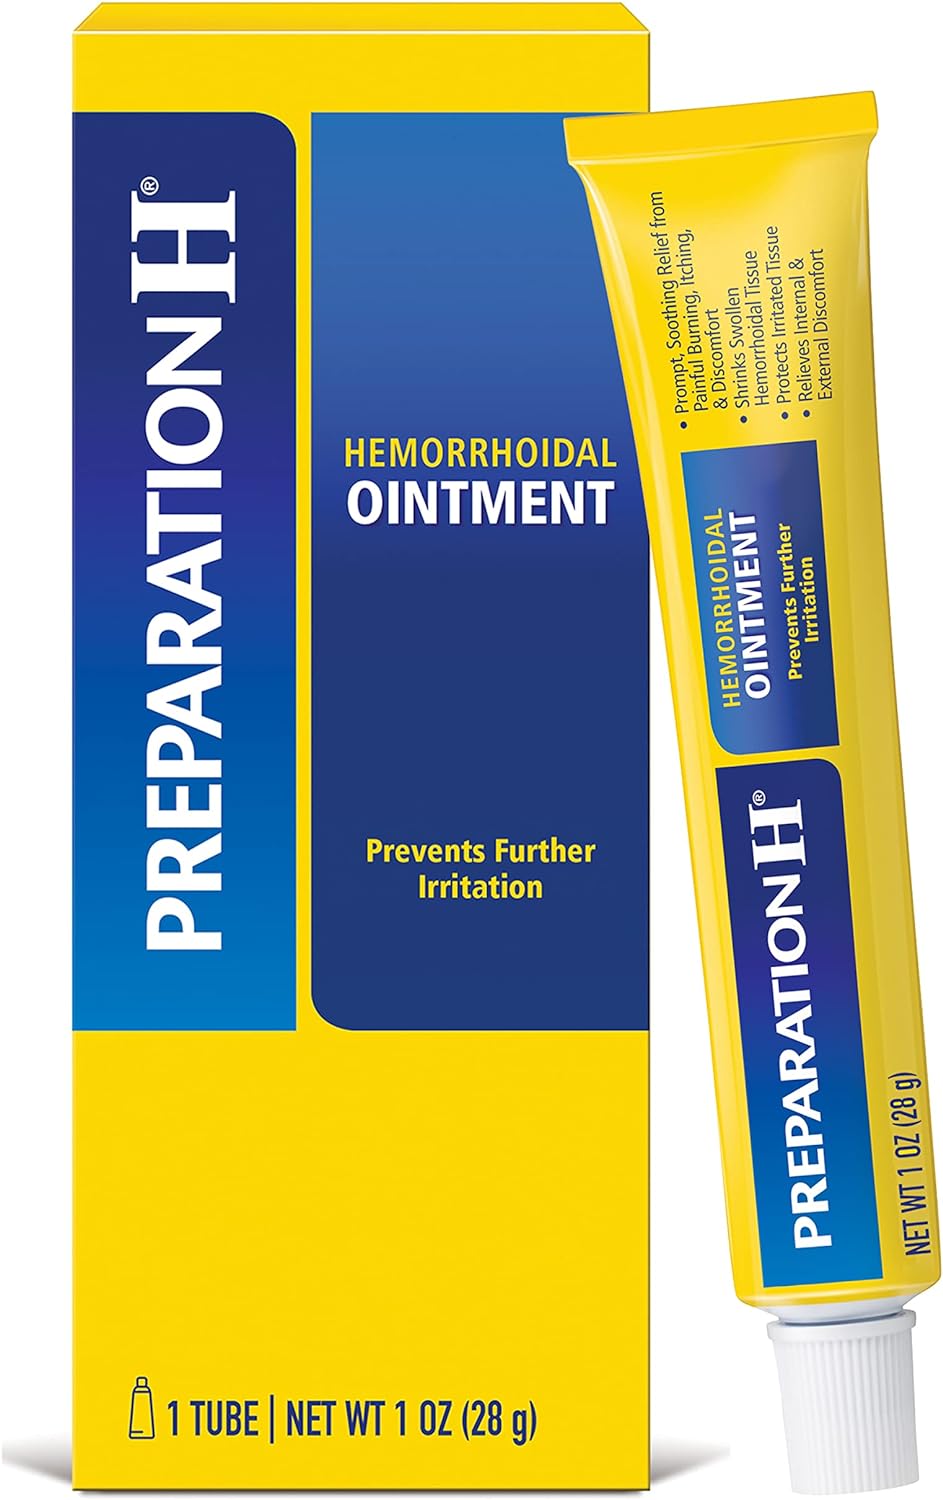 PREPARATION H®
HEMORRHOIDAL
OINTMENT
Prevents Further
Irritation
1 TUBE | NET WT 1 OZ (28 g)
• Prompt, Soothing Relief from
Painful Burning, Itching,
& Discomfort
• Shrinks Swollen
Hemorrhoidal Tissue
• Protects Irritated Tissue
• Relieves Internal &
External Discomfort
HEMORRHOIDAL
OINTMENT
Prevents Further
Irritation
PREPARATION H®
NET WT 1 OZ (28 g)